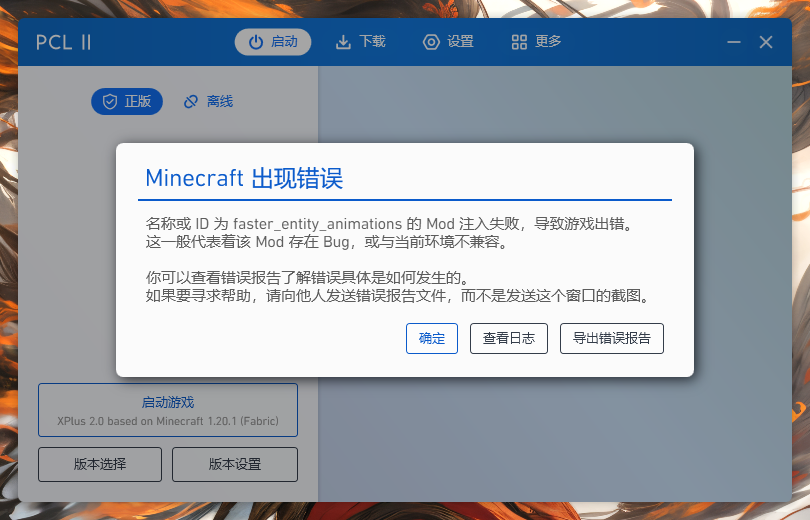 PCL II
启动
下载
设置
更多
正版
离线
Minecraft 出现错误
名称或 ID 为 faster_entity_animations 的 Mod 注入失败，导致游戏出错。
这一般代表着该 Mod 存在 Bug，或与当前环境不兼容。
你可以查看错误报告了解错误具体是如何发生的。
如果要寻求帮助，请向他人发送错误报告文件，而不是发送这个窗口的截图。
确定
查看日志
导出错误报告
启动游戏
XPlus 2.0 based on Minecraft 1.20.1 (Fabric)
版本选择
版本设置